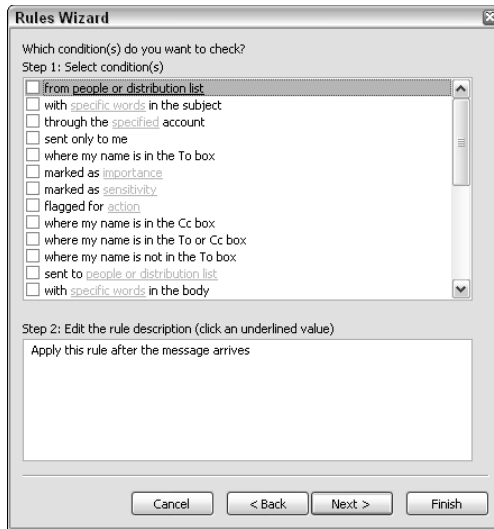 Rules Wizard
Which condition(s) do you want to check?
Step 1: Select condition(s)
from people or distribution list
with specific words in the subject
through the specified account
sent only to me
where my name is in the To box
marked as importance
marked as sensitivity
flagged for action
where my name is in the Cc box
where my name is in the To or Cc box
where my name is not in the To box
sent to people or distribution list
with specific words in the body
Step 2: Edit the rule description (click an underlined value)
Apply this rule after the message arrives
Cancel < Back Next > Finish